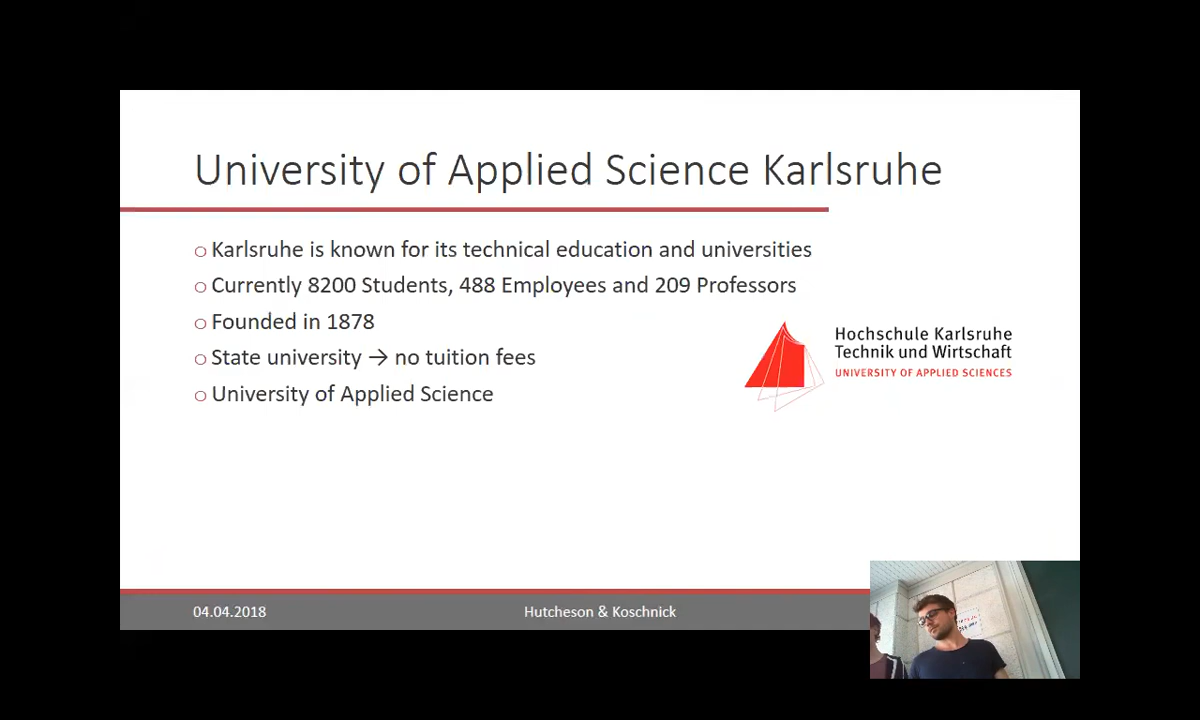 University of Applied Science Karlsruhe
○ Karlsruhe is known for its technical education and universities
○ Currently 8200 Students, 488 Employees and 209 Professors
○ Founded in 1878
○ State university → no tuition fees
○ University of Applied Science
Hochschule Karlsruhe
Technik und Wirtschaft
UNIVERSITY OF APPLIED SCIENCES
04.04.2018
Hutcheson & Koschnick